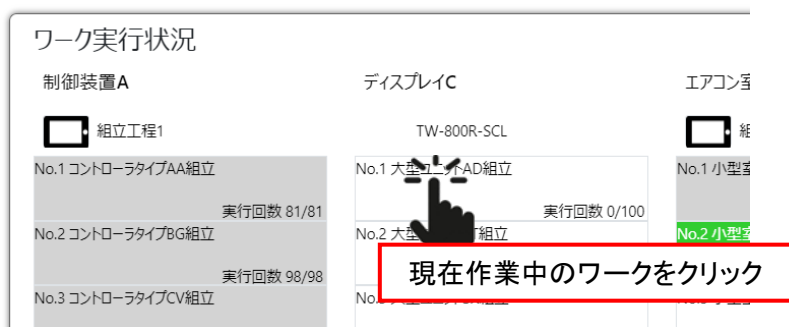 ワーク実行状況
制御装置A
ディスプレイC
エアコン室
組立工程1
TW-800R-SCL
組
No.1 コントローラタイプAA組立
実行回数 81/81
No.2 コントローラタイプBG組立
実行回数 98/98
No.3 コントローラタイプCV組立
No.1 大型ユニットAD組立
実行回数 0/100
No.2 大型
組立
No.1 小型室
No.2 小型室
現在作業中のワークをクリック